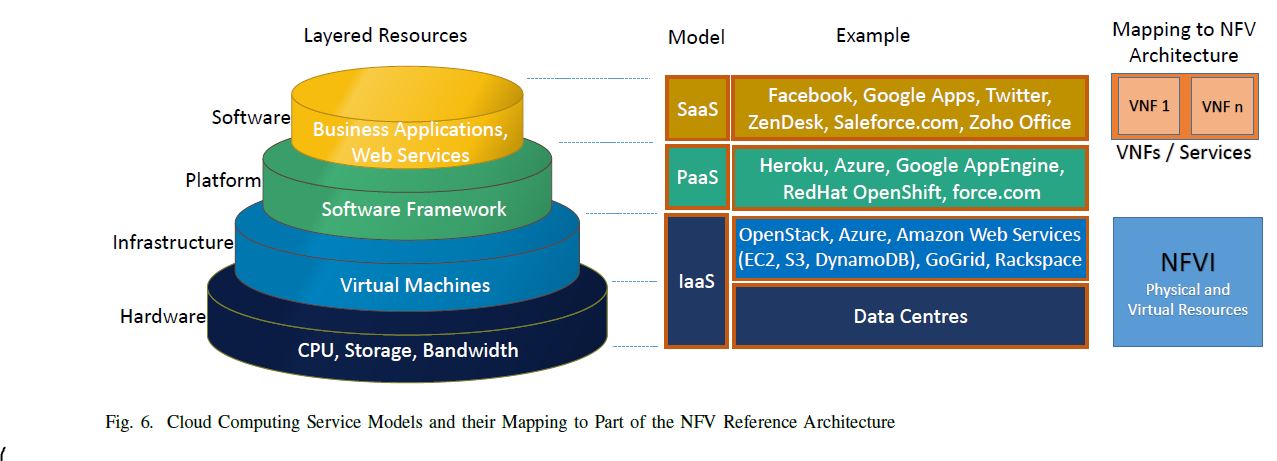 Layered Resources
Model
Example
Mapping to NFV
Architecture
Software
Business Applications,
Web Services
SaaS
Facebook, Google Apps, Twitter,
ZenDesk, Saleforce.com, Zoho Office
VNF 1
VNF n
VNFs / Services
Platform
Software Framework
PaaS
Heroku, Azure, Google AppEngine,
RedHat OpenShift, force.com
Infrastructure
Virtual Machines
IaaS
OpenStack, Azure, Amazon Web Services
(EC2, S3, DynamoDB), GoGrid, Rackspace
NFVI
Physical and
Virtual Resources
Hardware
CPU, Storage, Bandwidth
Data Centres
Fig. 6. Cloud Computing Service Models and their Mapping to Part of the NFV Reference Architecture